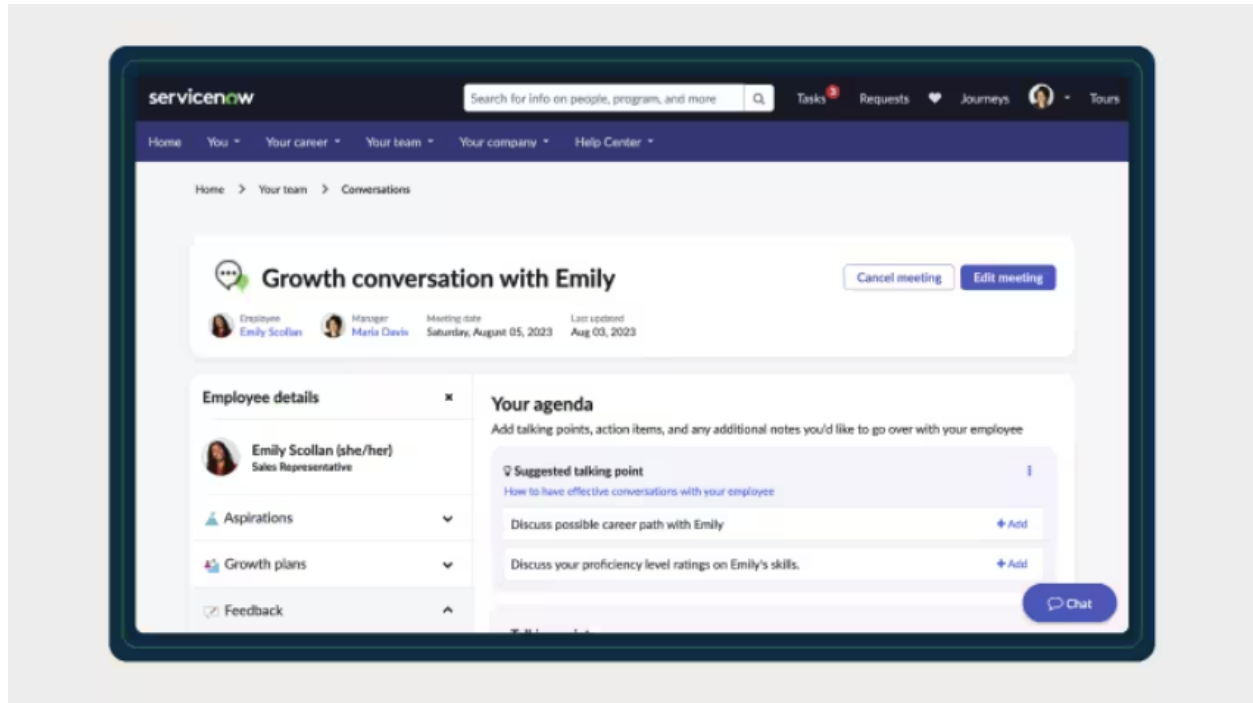 servicenow
Search for info on people, program, and more
Tasks 3 Requests Journeys Tours
Home You Your career Your team Your company Help Center
Home > Your team > Conversations
Growth conversation with Emily
Cancel meeting Edit meeting
Employee Manager Meeting date Last updated
Emily Scollan Maria Davis Saturday, August 05, 2023 Aug 03, 2023
Employee details
Emily Scollan (she/her)
Sales Representative
Aspirations
Growth plans
Feedback
Your agenda
Add talking points, action items, and any additional notes you'd like to go over with your employee
Suggested talking point
How to have effective conversations with your employee
Discuss possible career path with Emily + Add
Discuss your proficiency level ratings on Emily's skills. + Add
Chat